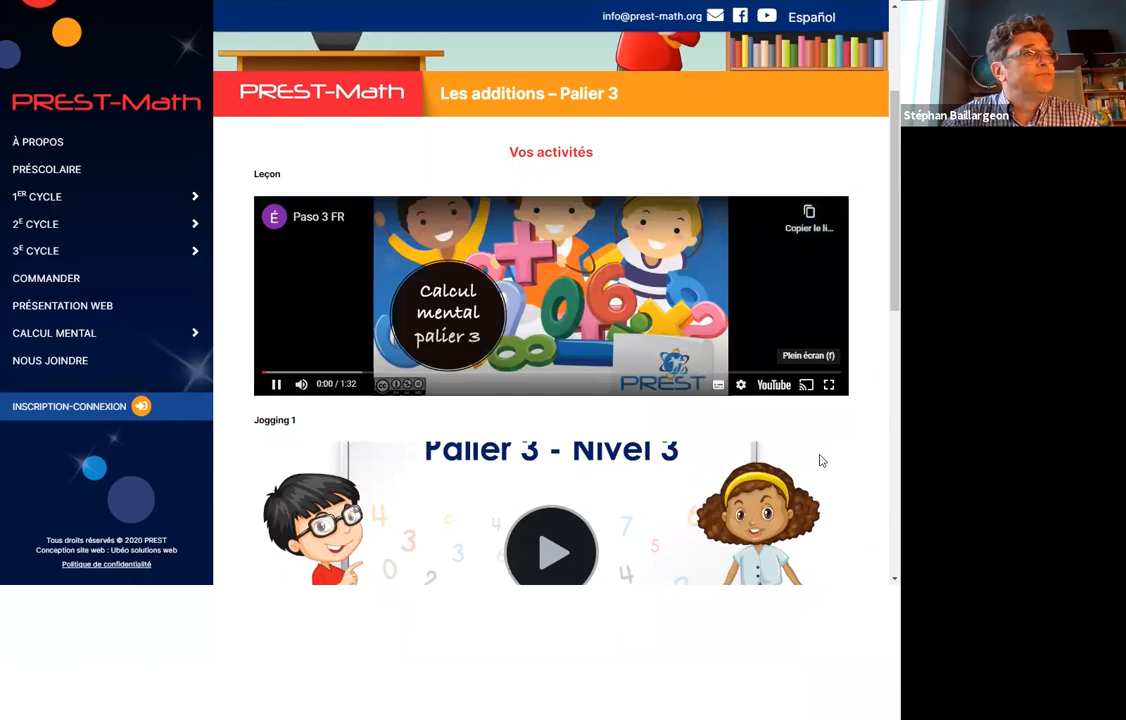 info@prest-math.org
Español
PREST-Math
PREST-Math
Les additions – Palier 3
Stéphan Baillargeon
À PROPOS
PRÉSCOLAIRE
1ER CYCLE
2E CYCLE
3E CYCLE
COMMANDER
PRÉSENTATION WEB
CALCUL MENTAL
NOUS JOINDRE
INSCRIPTION-CONNEXION
Tous droits réservés © 2020 PREST
Conception site web : Ubéo solutions web
Politique de confidentialité
Vos activités
Leçon
É
Paso 3 FR
Copier le li...
Calcul
mental
palier 3
PREST
Plein écran (f)
0:00 / 1:32
YouTube
Jogging 1
Palier 3 - Nivel 3